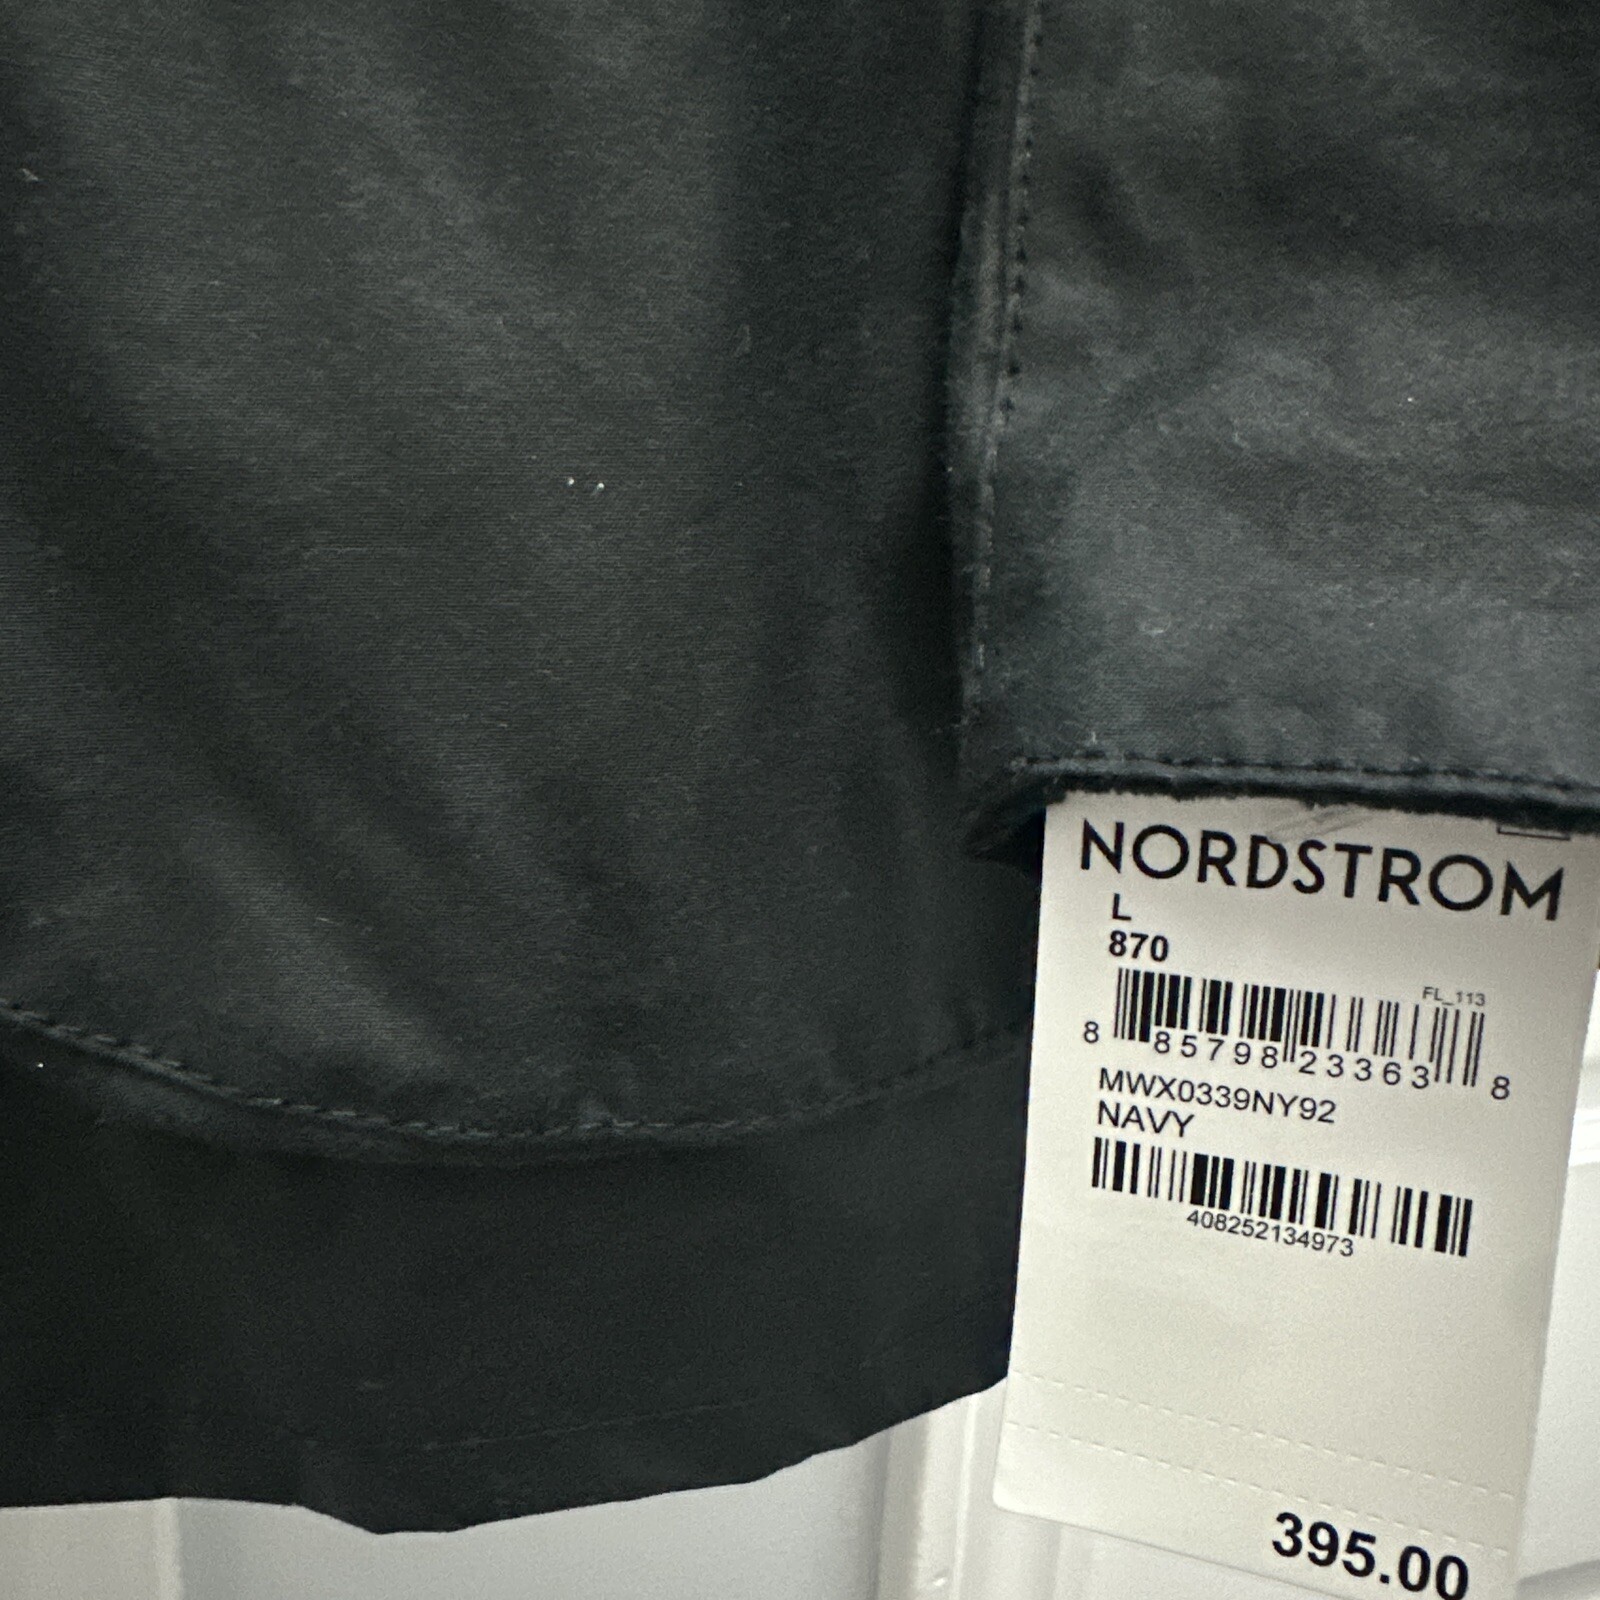 NORDSTROM
L
870
FL_113
8 85798 23363 8
MWX0339NY92
NAVY
408252134973
395.00